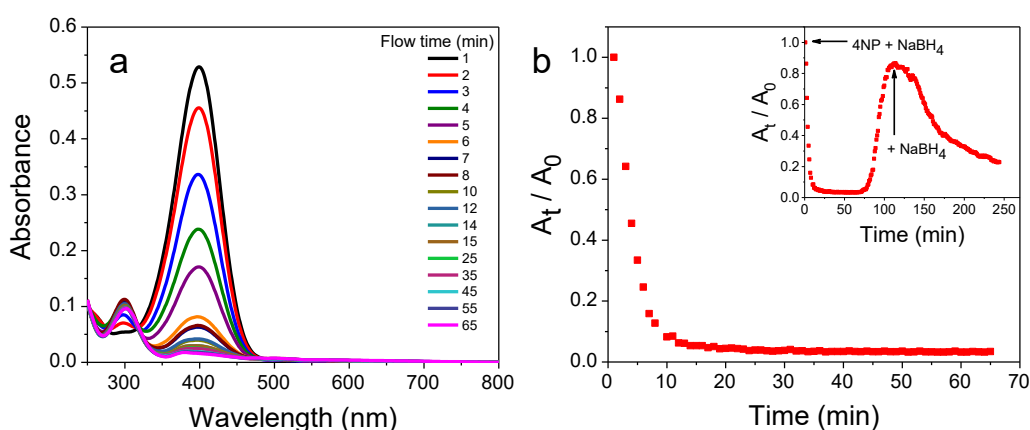 a
Absorbance
0.6
0.5
0.4
0.3
0.2
0.1
0.0
300 400 500 600 700 800
Wavelength (nm)
Flow time (min)
1
2
3
4
5
6
7
8
10
12
14
15
25
35
45
55
65
b
A_t / A_0
1.0
0.8
0.6
0.4
0.2
0.0
0 10 20 30 40 50 60 70
Time (min)
A_t / A_0
1.0
0.8
0.6
0.4
0.2
0.0
0 50 100 150 200 250
Time (min)
4NP + NaBH4
+ NaBH4